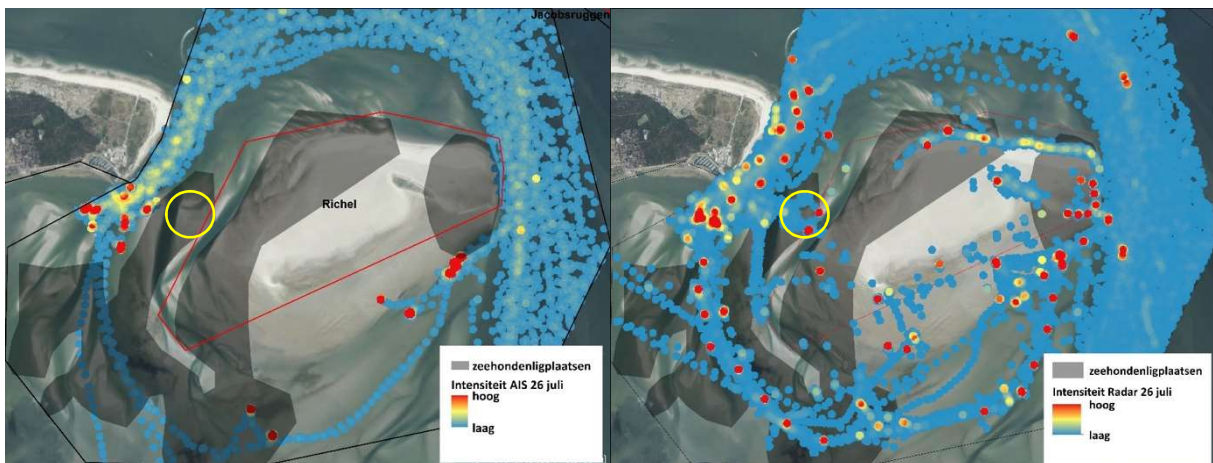 Jacobsruggen
Richel
zeehondenligplaatsen
Intensiteit AIS 26 juli
hoog
laag
zeehondenligplaatsen
Intensiteit Radar 26 juli
hoog
laag